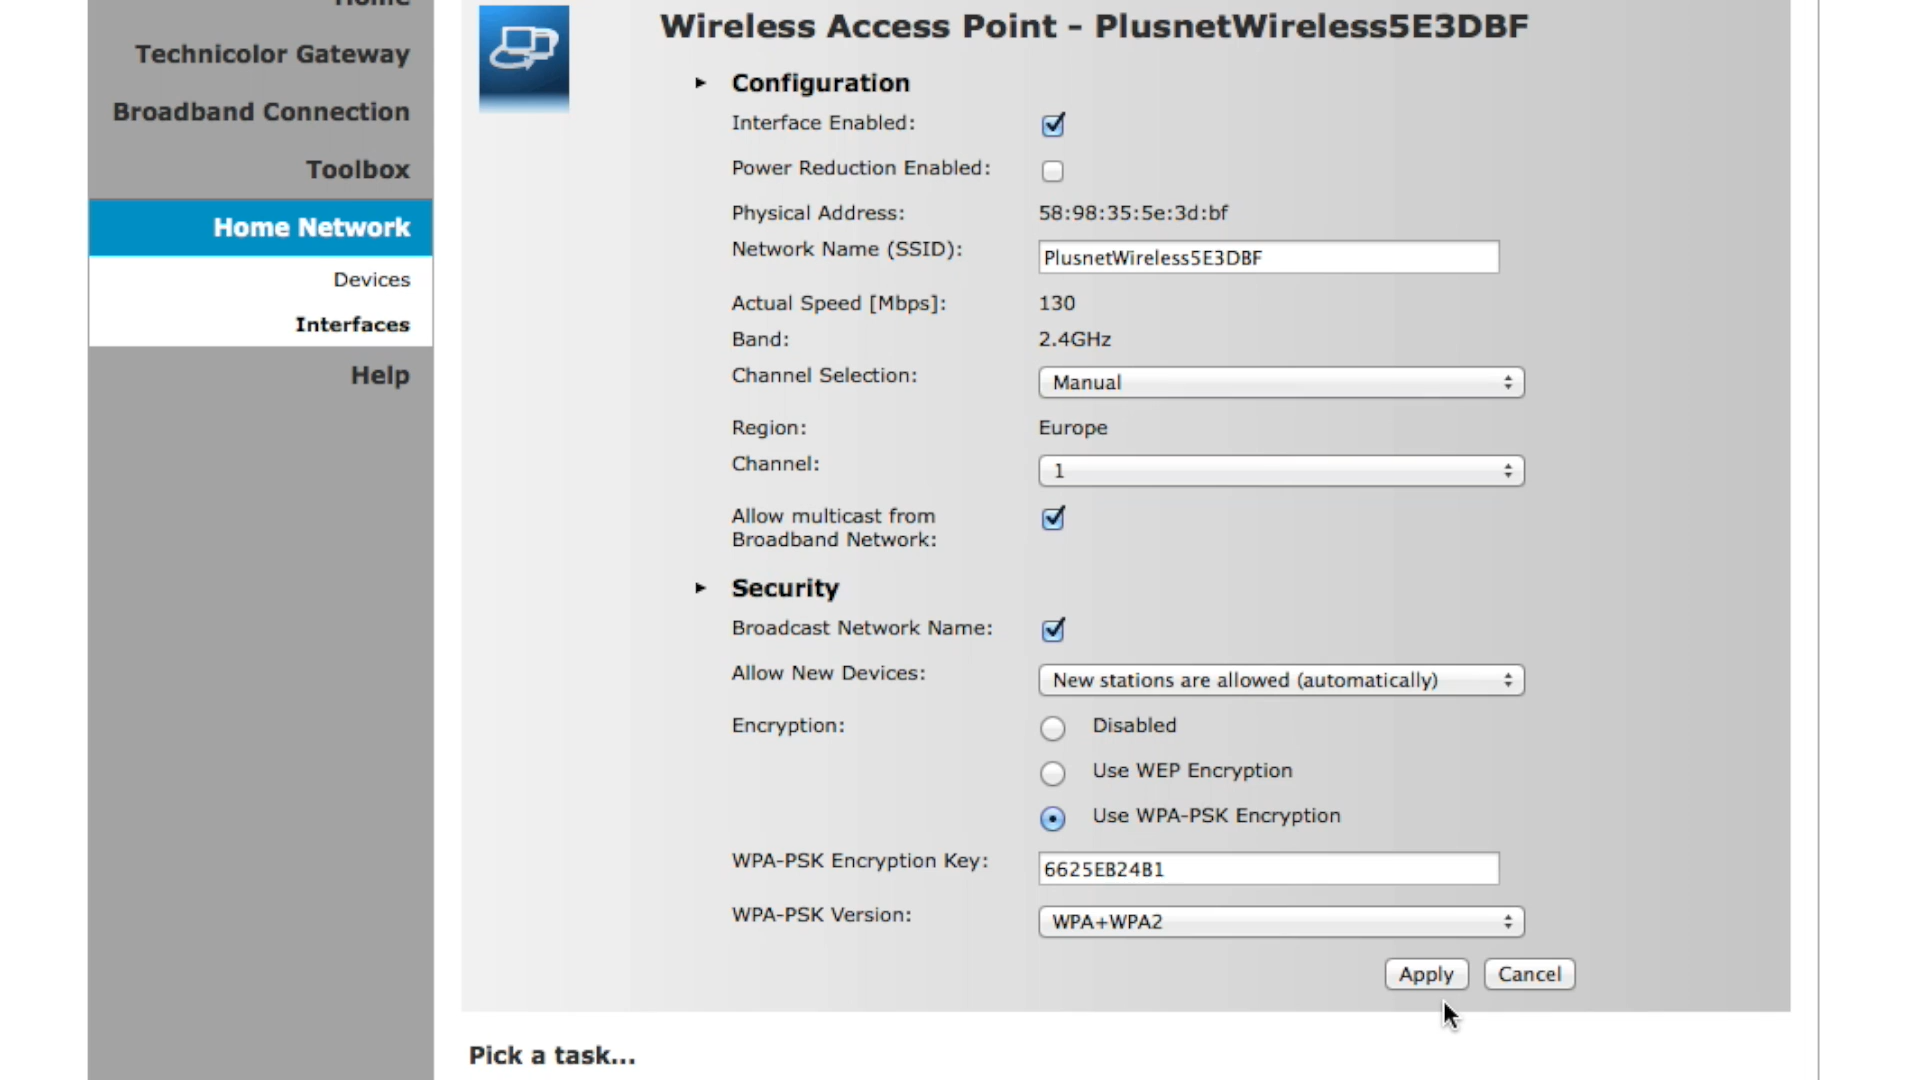 Home
Technicolor Gateway
Broadband Connection
Toolbox
Home Network
Devices
Interfaces
Help
Wireless Access Point - PlusnetWireless5E3DBF
Configuration
Interface Enabled:
Power Reduction Enabled:
Physical Address: 58:98:35:5e:3d:bf
Network Name (SSID): PlusnetWireless5E3DBF
Actual Speed [Mbps]: 130
Band: 2.4GHz
Channel Selection: Manual
Region: Europe
Channel: 1
Allow multicast from
Broadband Network:
Security
Broadcast Network Name:
Allow New Devices: New stations are allowed (automatically)
Encryption: Disabled
Use WEP Encryption
Use WPA-PSK Encryption
WPA-PSK Encryption Key: 6625EB24B1
WPA-PSK Version: WPA+WPA2
Apply Cancel
Pick a task...